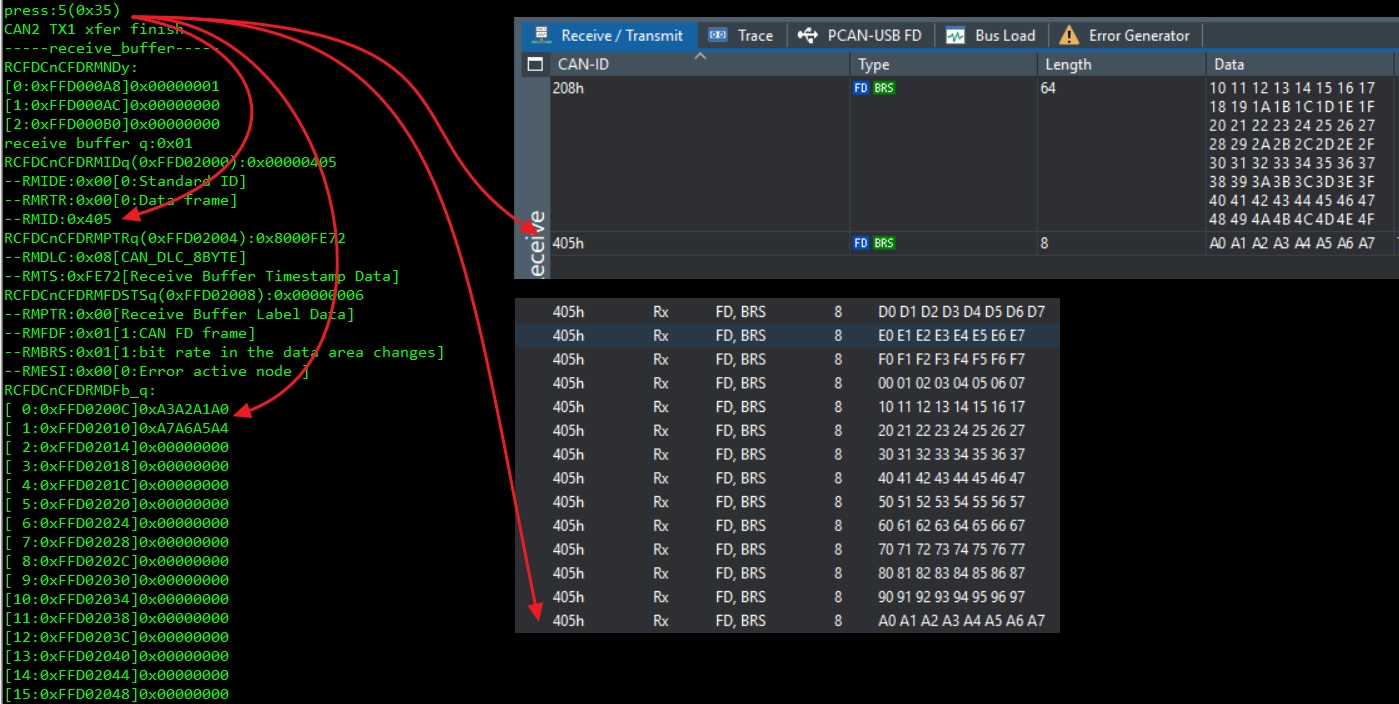 press:5(0x35)
CAN2 TX1 xfer finish
-----receive_buffer-----
RCFDCnCFDRMNDy:
[0:0xFFD000A8]0x00000001
[1:0xFFD000AC]0x00000000
[2:0xFFD000B0]0x00000000
receive buffer q:0x01
RCFDCnCFDRMIDq(0xFFD02000):0x00000405
--RMIDE:0x00[0:Standard ID]
--RMRTR:0x00[0:Data frame]
--RMID:0x405
RCFDCnCFDRMPTRq(0xFFD02004):0x8000FE72
--RMDLC:0x08[CAN_DLC_8BYTE]
--RMTS:0xFE72[Receive Buffer Timestamp Data]
RCFDCnCFDRMFDSTSq(0xFFD02008):0x00000006
--RMPTR:0x00[Receive Buffer Label Data]
--RMFDF:0x01[1:CAN FD frame]
--RMBRS:0x01[1:bit rate in the data area changes]
--RMESI:0x00[0:Error active node ]
RCFDCnCFDRMDFb_q:
[ 0:0xFFD0200C]0xA3A2A1A0
[ 1:0xFFD02010]0xA7A6A5A4
[ 2:0xFFD02014]0x00000000
[ 3:0xFFD02018]0x00000000
[ 4:0xFFD0201C]0x00000000
[ 5:0xFFD02020]0x00000000
[ 6:0xFFD02024]0x00000000
[ 7:0xFFD02028]0x00000000
[ 8:0xFFD0202C]0x00000000
[ 9:0xFFD02030]0x00000000
[10:0xFFD02034]0x00000000
[11:0xFFD02038]0x00000000
[12:0xFFD0203C]0x00000000
[13:0xFFD02040]0x00000000
[14:0xFFD02044]0x00000000
[15:0xFFD02048]0x00000000
Receive / Transmit Trace PCAN-USB FD Bus Load Error Generator
CAN-ID Type Length Data
208h FD BRS 64 10 11 12 13 14 15 16 17
18 19 1A 1B 1C 1D 1E 1F
20 21 22 23 24 25 26 27
28 29 2A 2B 2C 2D 2E 2F
30 31 32 33 34 35 36 37
38 39 3A 3B 3C 3D 3E 3F
40 41 42 43 44 45 46 47
48 49 4A 4B 4C 4D 4E 4F
405h FD BRS 8 A0 A1 A2 A3 A4 A5 A6 A7
eceive
405h Rx FD, BRS 8 D0 D1 D2 D3 D4 D5 D6 D7
405h Rx FD, BRS 8 E0 E1 E2 E3 E4 E5 E6 E7
405h Rx FD, BRS 8 F0 F1 F2 F3 F4 F5 F6 F7
405h Rx FD, BRS 8 00 01 02 03 04 05 06 07
405h Rx FD, BRS 8 10 11 12 13 14 15 16 17
405h Rx FD, BRS 8 20 21 22 23 24 25 26 27
405h Rx FD, BRS 8 30 31 32 33 34 35 36 37
405h Rx FD, BRS 8 40 41 42 43 44 45 46 47
405h Rx FD, BRS 8 50 51 52 53 54 55 56 57
405h Rx FD, BRS 8 60 61 62 63 64 65 66 67
405h Rx FD, BRS 8 70 71 72 73 74 75 76 77
405h Rx FD, BRS 8 80 81 82 83 84 85 86 87
405h Rx FD, BRS 8 90 91 92 93 94 95 96 97
405h Rx FD, BRS 8 A0 A1 A2 A3 A4 A5 A6 A7